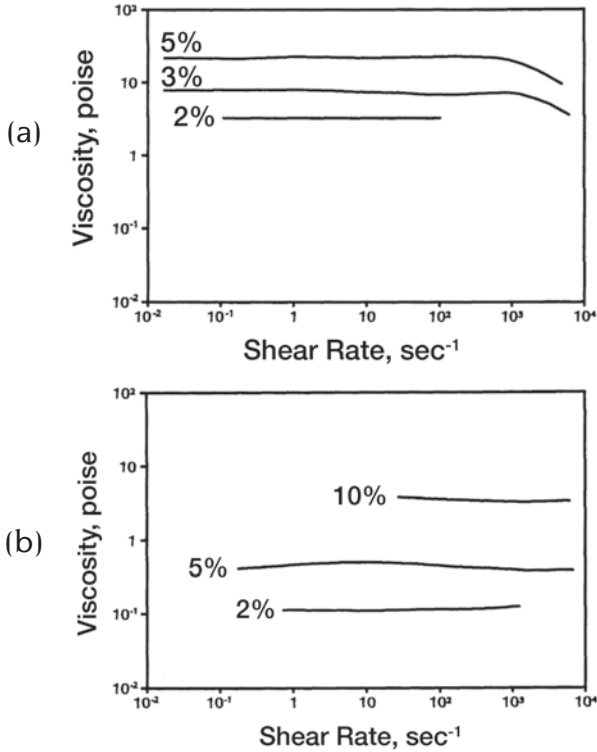 (a)
Viscosity, poise
10²
10
1
10⁻¹
10⁻²
5%
3%
2%
10⁻² 10⁻¹ 1 10 10² 10³ 10⁴
Shear Rate, sec⁻¹
(b)
Viscosity, poise
10²
10
1
10⁻¹
10⁻²
10%
5%
2%
10⁻² 10⁻¹ 1 10 10² 10³ 10⁴
Shear Rate, sec⁻¹